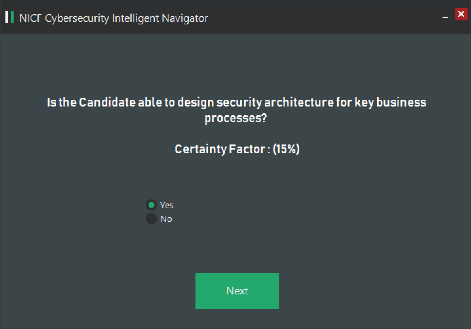 NICF Cybersecurity Intelligent Navigator
Is the Candidate able to design security architecture for key business
processes?
Certainty Factor : (15%)
Yes
No
Next